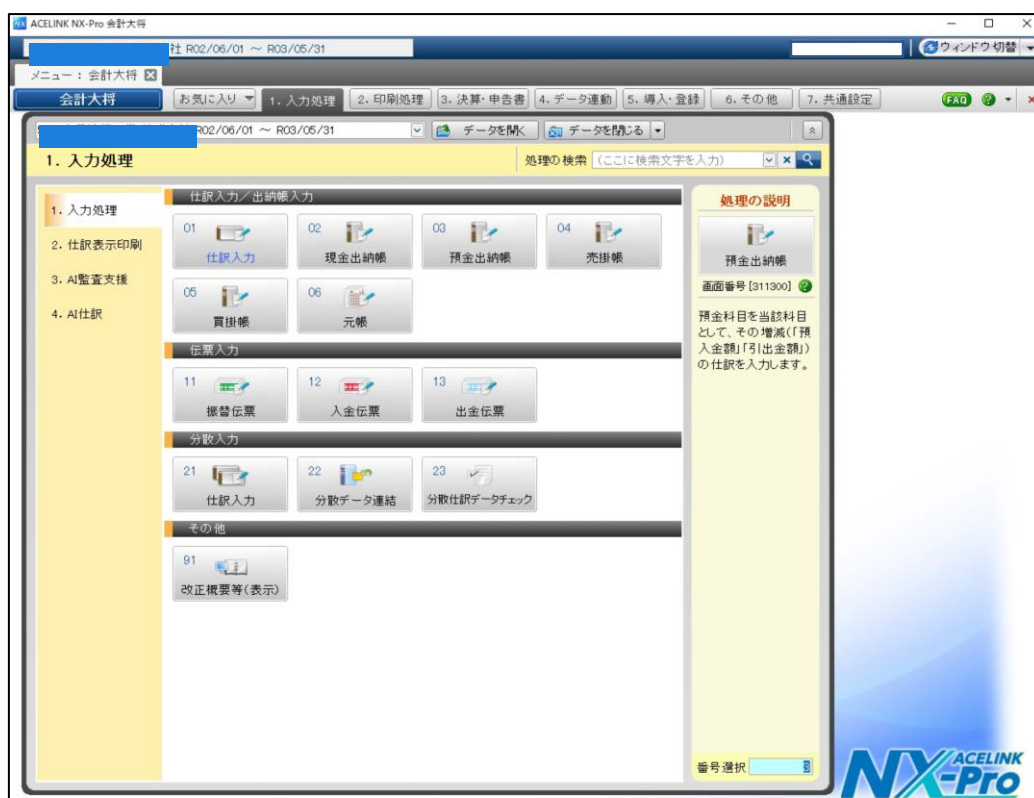 ACELINK NX-Pro 会計大将
社 R02/06/01 ～ R03/05/31
ウィンドウ切替
メニュー：会計大将
会計大将
お気に入り
1. 入力処理
2. 印刷処理
3. 決算・申告書
4. データ連動
5. 導入・登録
6. その他
7. 共通設定
FAQ
R02/06/01 ～ R03/05/31
データを開く
データを閉じる
1. 入力処理
処理の検索
(ここに検索文字を入力)
1. 入力処理
2. 仕訳表示印刷
3. AI監査支援
4. AI仕訳
仕訳入力／出納帳入力
01 仕訳入力
02 現金出納帳
03 預金出納帳
04 売掛帳
05 買掛帳
06 元帳
伝票入力
11 振替伝票
12 入金伝票
13 出金伝票
分散入力
21 仕訳入力
22 分散データ連結
23 分散仕訳データチェック
その他
91 改正概要等(表示)
処理の説明
預金出納帳
画面番号[311300]
預金科目を当該科目
として、その増減(「預
入金額」「引出金額」)
の仕訳を入力します。
番号選択 3
ACELINK
NX-Pro